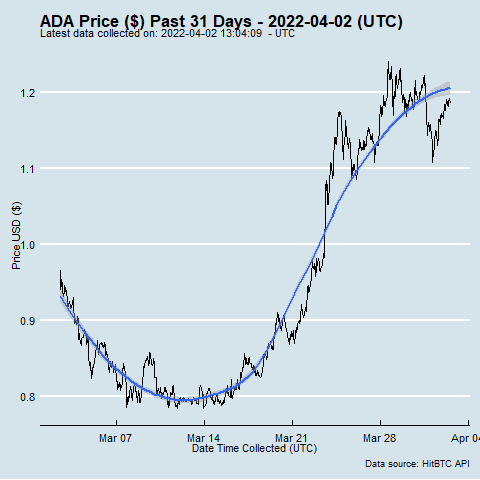 ADA Price ($) Past 31 Days - 2022-04-02 (UTC)
Latest data collected on: 2022-04-02 13:04:09 - UTC
1.2
1.1
1.0
0.9
0.8
Price USD ($)
Mar 07 Mar 14 Mar 21 Mar 28 Apr 04
Date Time Collected (UTC)
Data source: HitBTC API